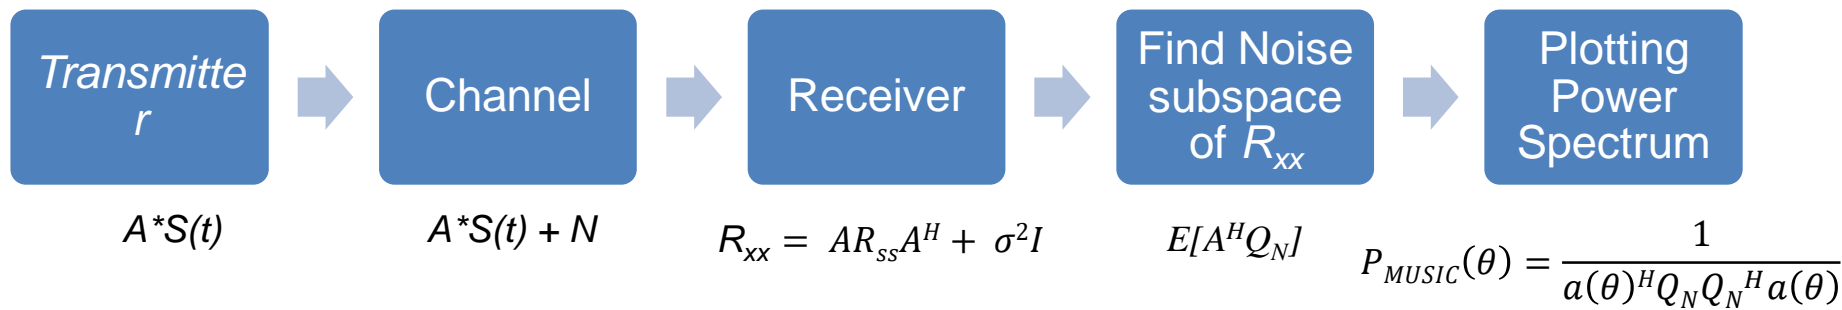 Transmitte
r
Channel
Receiver
Find Noise
subspace
of Rxx
Plotting
Power
Spectrum
A*S(t)
A*S(t) + N
Rxx = ARssA^H + σ²I
E[A^H Q_N]
P_MUSIC(θ) = 1 / a(θ)^H Q_N Q_N^H a(θ)